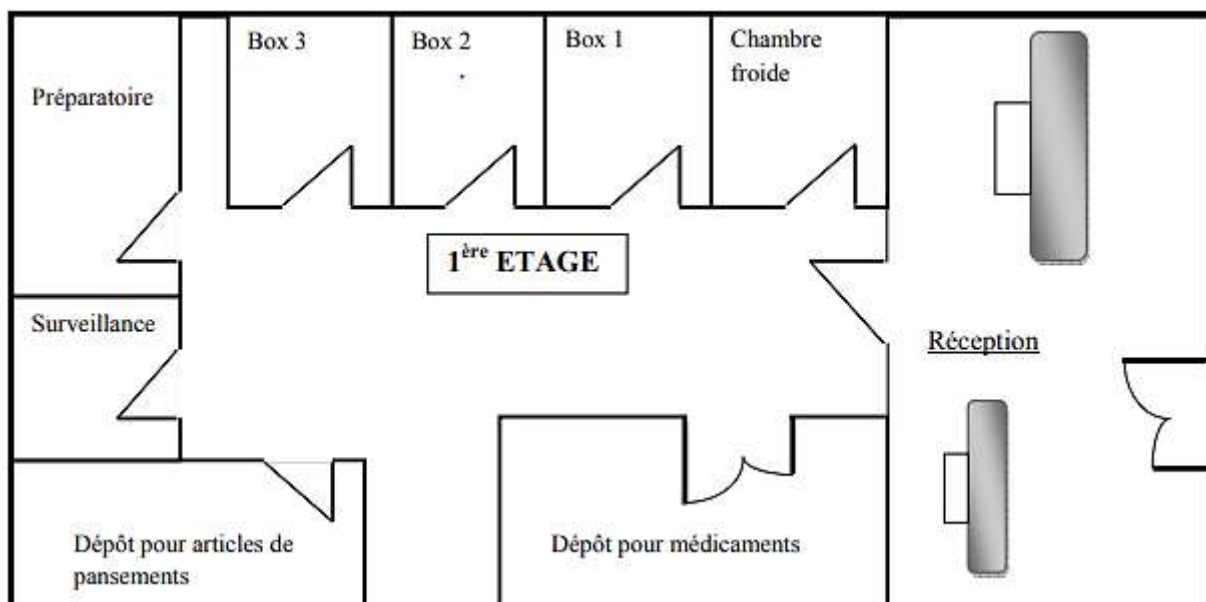 Box 3
Box 2
Box 1
Chambre
froide
Préparatoire
1ère ETAGE
Surveillance
Réception
Dépôt pour articles de
pansements
Dépôt pour médicaments